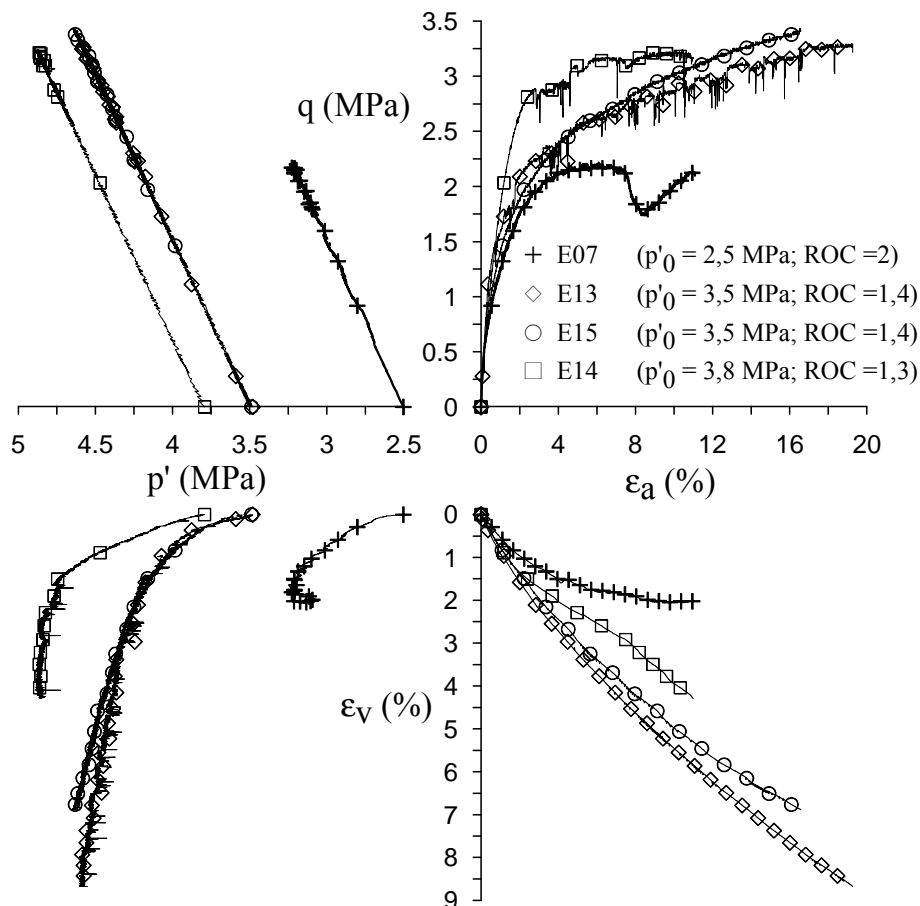 3.5
3
2.5
2
1.5
1
0.5
0
q (MPa)
+ E07 (p'0 = 2,5 MPa; ROC =2)
◇ E13 (p'0 = 3,5 MPa; ROC =1,4)
○ E15 (p'0 = 3,5 MPa; ROC =1,4)
□ E14 (p'0 = 3,8 MPa; ROC =1,3)
5 4.5 4 3.5 3 2.5
0 4 8 12 16 20
p' (MPa)
εa (%)
0
1
2
3
4
5
6
7
8
9
εv (%)